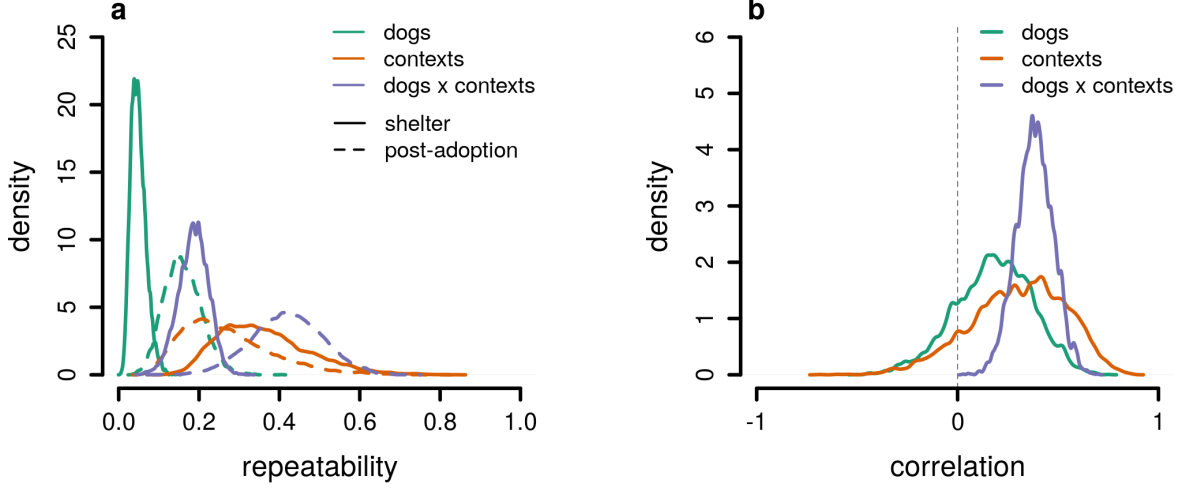 a
25
20
15
10
5
0
density
0.0 0.2 0.4 0.6 0.8 1.0
repeatability
dogs
contexts
dogs x contexts
shelter
post-adoption
b
6
5
4
3
2
1
0
density
-1 0 1
correlation
dogs
contexts
dogs x contexts